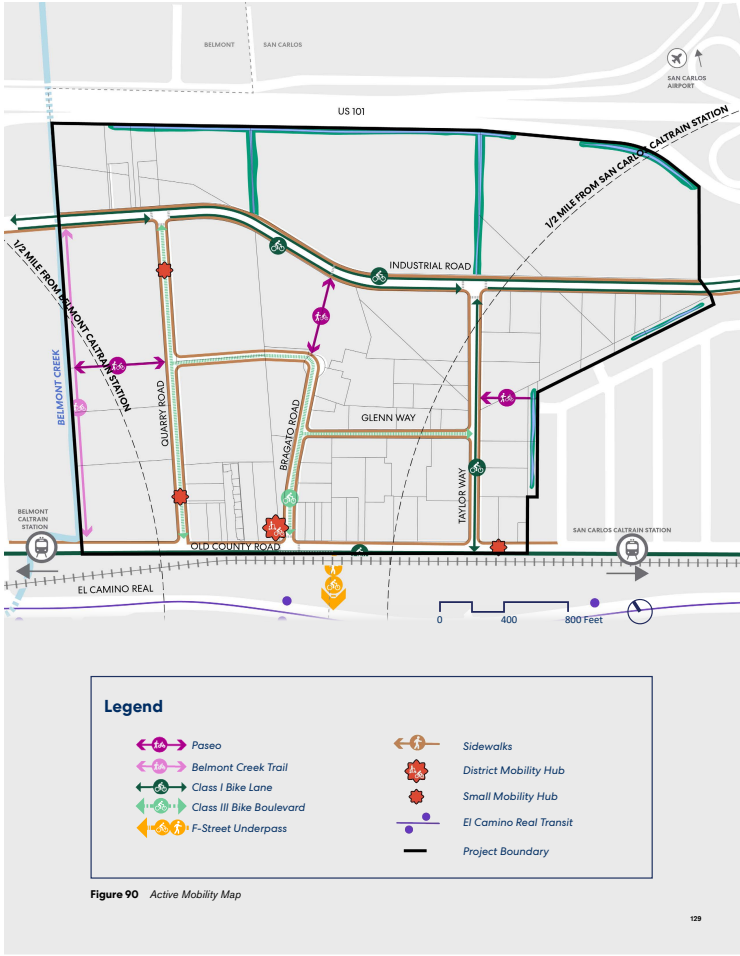 BELMONT
SAN CARLOS
SAN CARLOS
AIRPORT
US 101
1/2 MILE FROM SAN CARLOS CALTRAIN STATION
INDUSTRIAL ROAD
1/2 MILE FROM BELMONT CALTRAIN STATION
BELMONT CREEK
QUARRY ROAD
BRAGATO ROAD
GLENN WAY
TAYLOR WAY
BELMONT
CALTRAIN
STATION
SAN CARLOS CALTRAIN STATION
OLD COUNTY ROAD
EL CAMINO REAL
0 400 800 Feet
Legend
Paseo
Belmont Creek Trail
Class I Bike Lane
Class III Bike Boulevard
F-Street Underpass
Sidewalks
District Mobility Hub
Small Mobility Hub
El Camino Real Transit
Project Boundary
Figure 90 Active Mobility Map
129